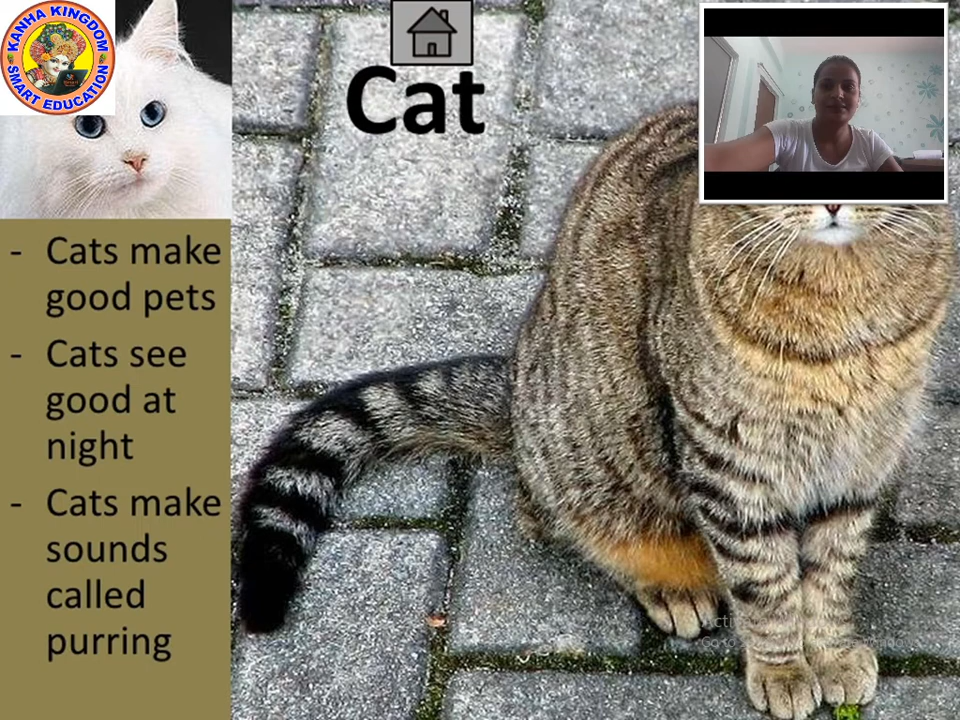 KANHA KINGDOM
SMART EDUCATION
Cat
- Cats make
good pets
- Cats see
good at
night
- Cats make
sounds
called
purring